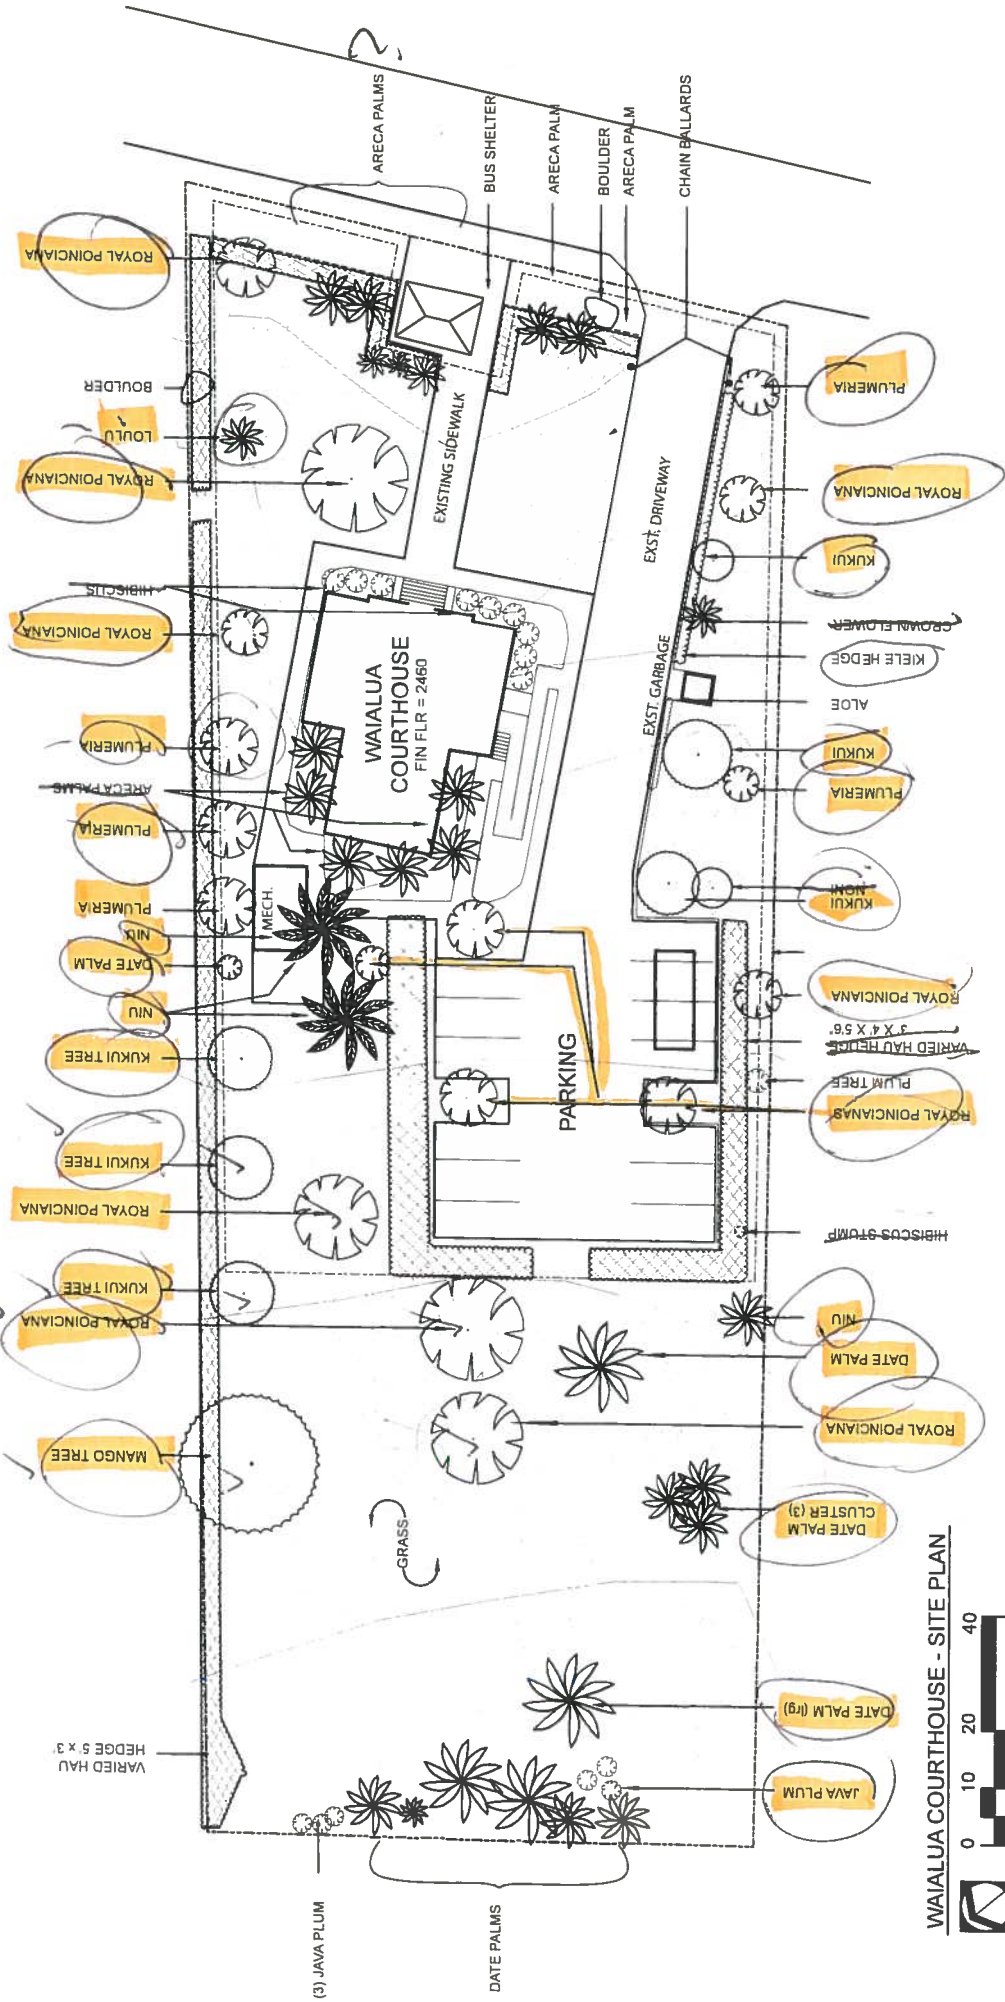 ?
ARECA PALMS
BUS SHELTER
ARECA PALM
BOULDER
ARECA PALM
CHAIN BALLARDS
ROYAL POINCIANA
BOULDER
LOULU
ROYAL POINCIANA
HIBISCUS
ROYAL POINCIANA
PLUMERIA
ARECA PALMS
PLUMERIA
PLUMERIA
NIU
DATE PALM
NIU
KUKUI TREE
KUKUI TREE
ROYAL POINCIANA
KUKUI TREE
ROYAL POINCIANA
MANGO TREE
VARIED HAU
HEDGE 5' x 3'
EXISTING SIDEWALK
EXST. DRIVEWAY
EXST. GARBAGE
WAIALUA
COURTHOUSE
FIN FLR = 2460
MECH.
PARKING
GRASS
PLUMERIA
ROYAL POINCIANA
KUKUI
CROWN FLOWER
KIELE HEDGE
ALOE
KUKUI
PLUMERIA
NONI
KUKUI
ROYAL POINCIANA
VARIED HAU HEDGE
3' X 4' X 5'6"
PLUM TREE
ROYAL POINCIANAS
HIBISCUS STUMP
NIU
DATE PALM
ROYAL POINCIANA
DATE PALM
CLUSTER (3)
DATE PALM (lrg)
JAVA PLUM
(3) JAVA PLUM
DATE PALMS
WAIALUA COURTHOUSE - SITE PLAN
0 10 20 40